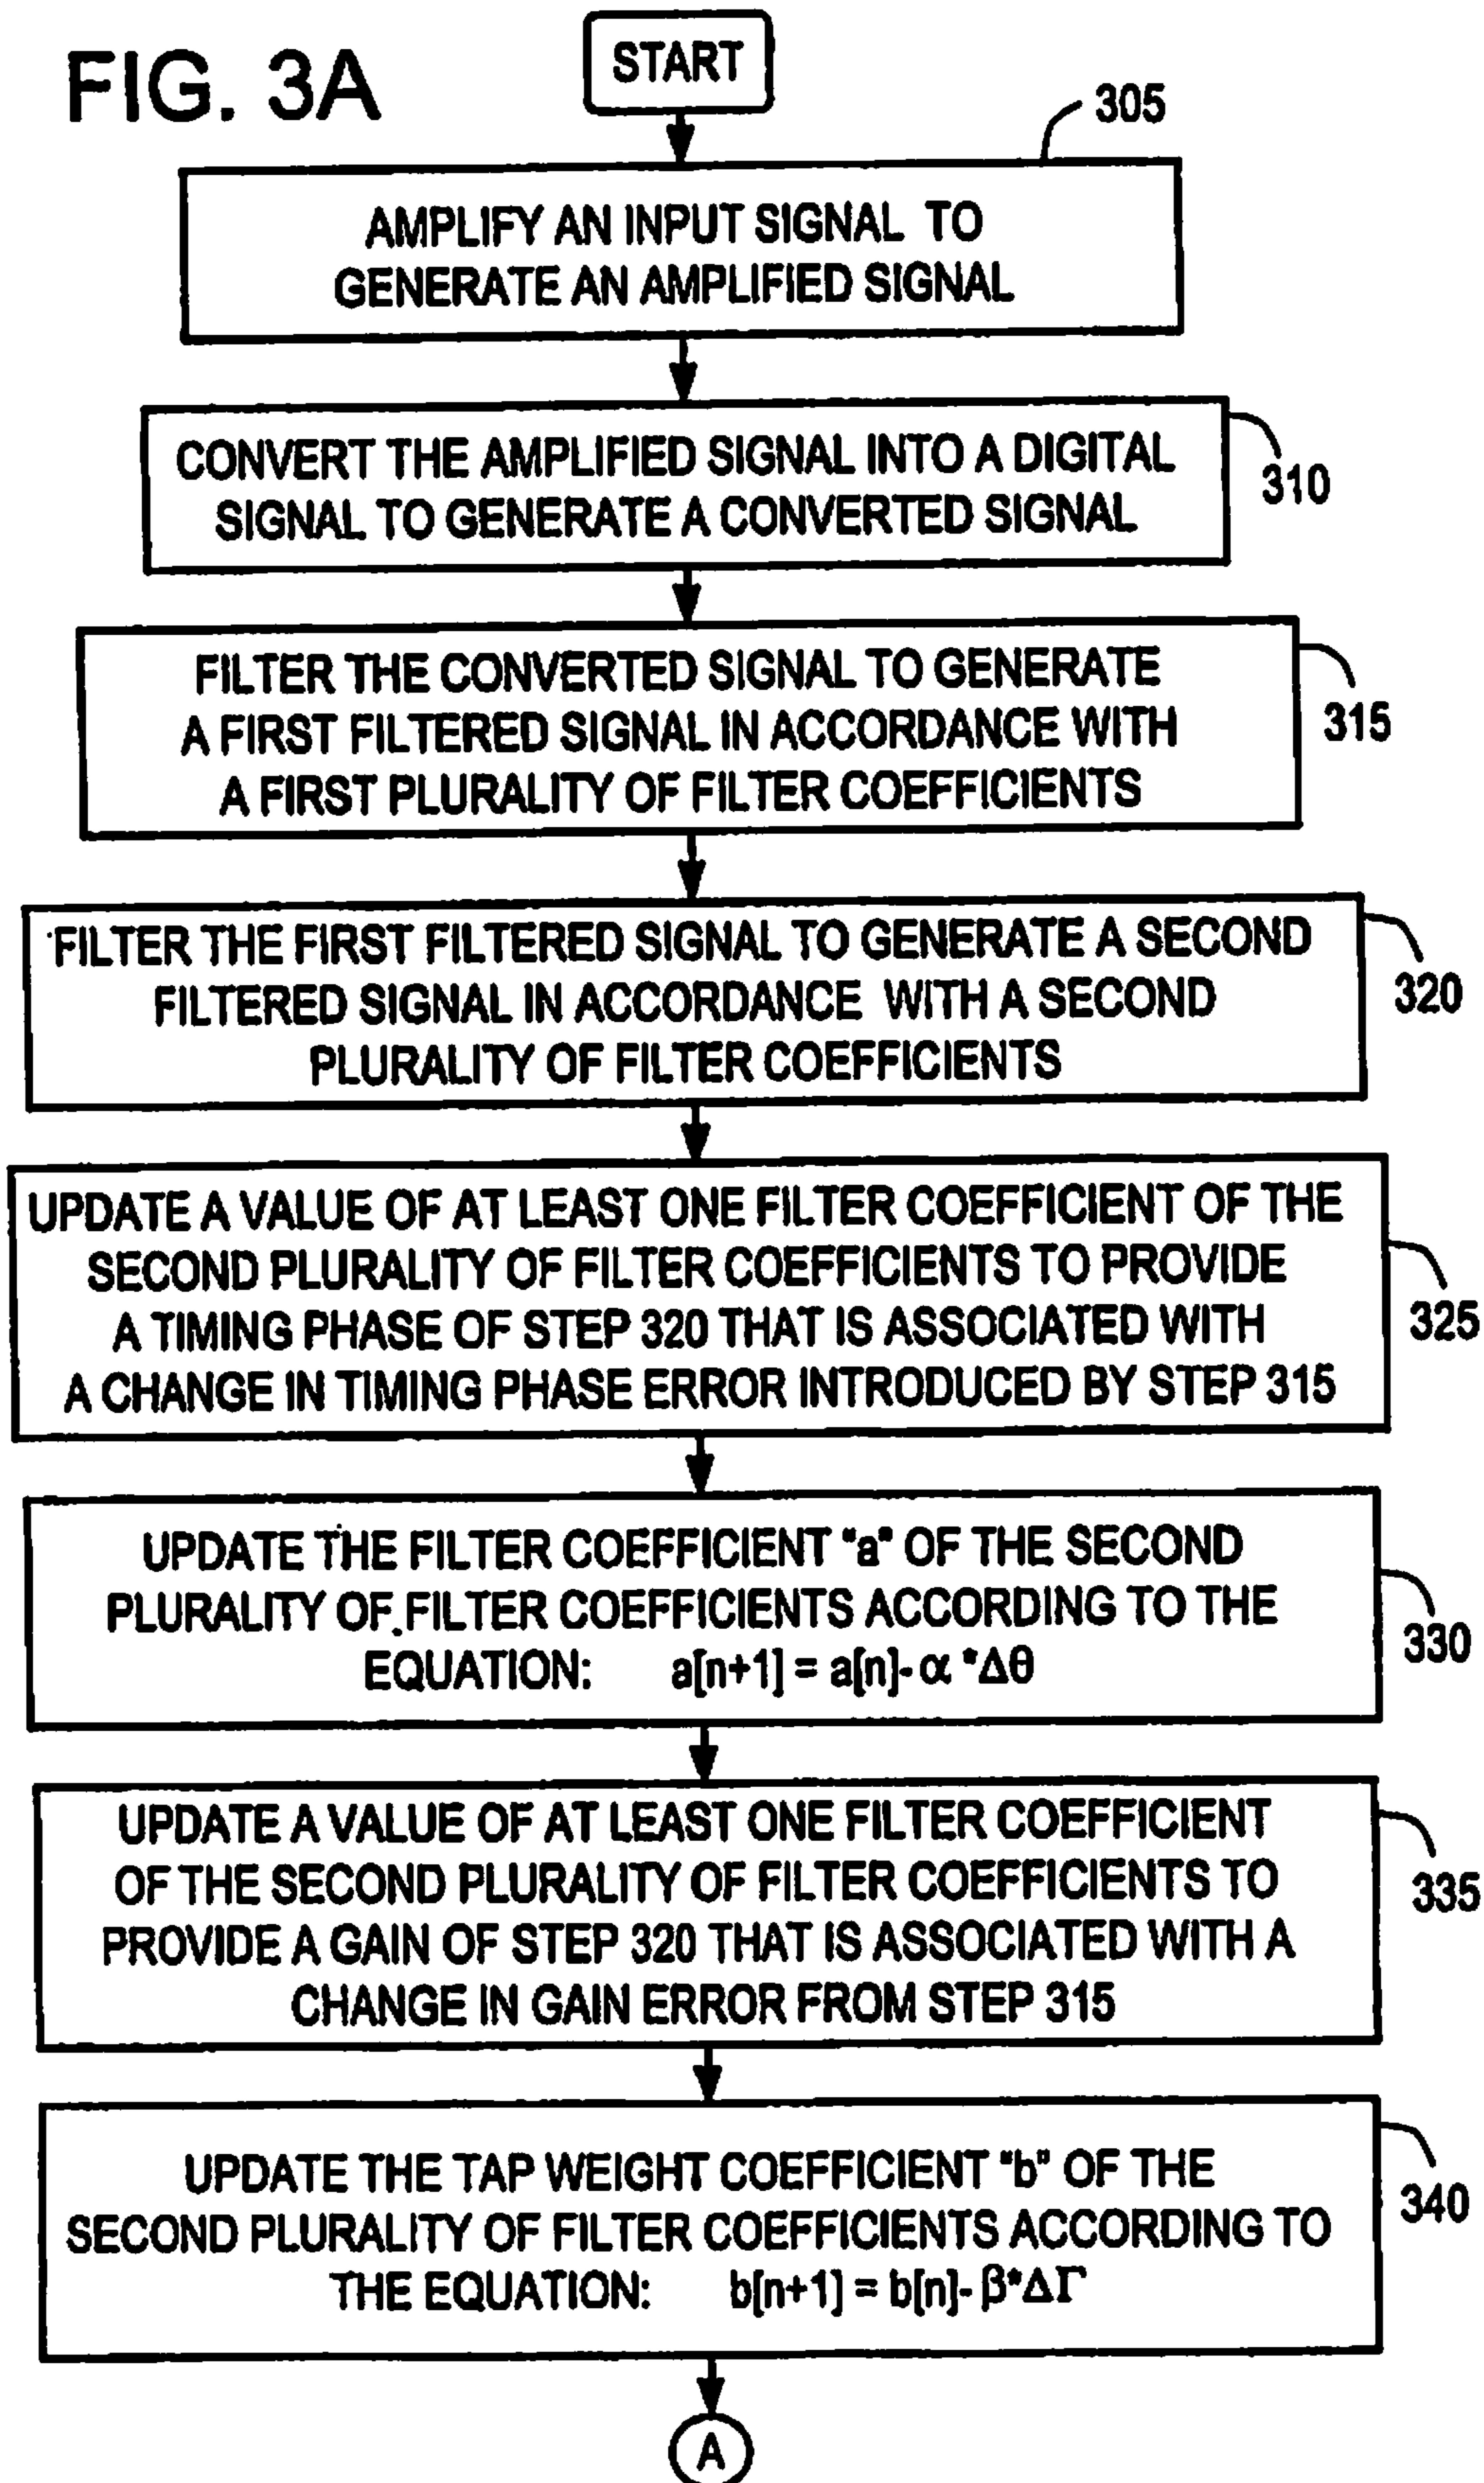 FIG. 3A
START
305
AMPLIFY AN INPUT SIGNAL TO
GENERATE AN AMPLIFIED SIGNAL
CONVERT THE AMPLIFIED SIGNAL INTO A DIGITAL
SIGNAL TO GENERATE A CONVERTED SIGNAL
310
FILTER THE CONVERTED SIGNAL TO GENERATE
A FIRST FILTERED SIGNAL IN ACCORDANCE WITH
A FIRST PLURALITY OF FILTER COEFFICIENTS
315
FILTER THE FIRST FILTERED SIGNAL TO GENERATE A SECOND
FILTERED SIGNAL IN ACCORDANCE WITH A SECOND
PLURALITY OF FILTER COEFFICIENTS
320
UPDATE A VALUE OF AT LEAST ONE FILTER COEFFICIENT OF THE
SECOND PLURALITY OF FILTER COEFFICIENTS TO PROVIDE
A TIMING PHASE OF STEP 320 THAT IS ASSOCIATED WITH
A CHANGE IN TIMING PHASE ERROR INTRODUCED BY STEP 315
325
UPDATE THE FILTER COEFFICIENT "a" OF THE SECOND
PLURALITY OF FILTER COEFFICIENTS ACCORDING TO THE
EQUATION: a[n+1] = a[n]- α *Δθ
330
UPDATE A VALUE OF AT LEAST ONE FILTER COEFFICIENT
OF THE SECOND PLURALITY OF FILTER COEFFICIENTS TO
PROVIDE A GAIN OF STEP 320 THAT IS ASSOCIATED WITH A
CHANGE IN GAIN ERROR FROM STEP 315
335
UPDATE THE TAP WEIGHT COEFFICIENT "b" OF THE
SECOND PLURALITY OF FILTER COEFFICIENTS ACCORDING TO
THE EQUATION: b[n+1] = b[n]- β*ΔΓ
340
A